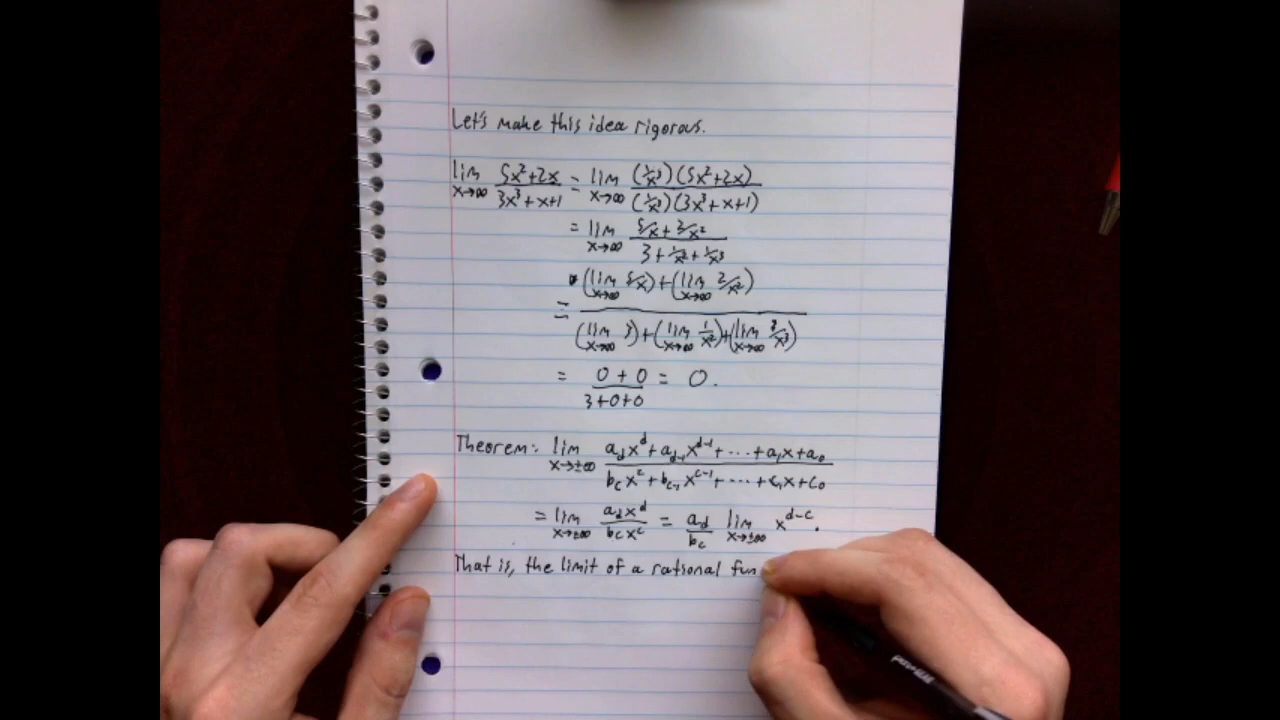 Let's make this idea rigorous.
lim x→∞ (5x²+2x)/(3x³+x+1) = lim x→∞ (1/x³)(5x²+2x)/(1/x³)(3x³+x+1)
= lim x→∞ (5/x + 2/x²)/(3 + 1/x² + 1/x³)
= ((lim x→∞ 5/x)+(lim x→∞ 2/x²))/((lim x→∞ 3)+(lim x→∞ 1/x²)+(lim x→∞ 3/x³))
= (0+0)/(3+0+0) = 0.
Theorem: lim x→±∞ (a_d x^d + a_{d-1} x^{d-1} + ... + a_1 x + a_0)/(b_c x^c + b_{c-1} x^{c-1} + ... + c_1 x + c_0)
= lim x→±∞ (a_d x^d)/(b_c x^c) = a_d/b_c lim x→±∞ x^{d-c}.
That is, the limit of a rational fun